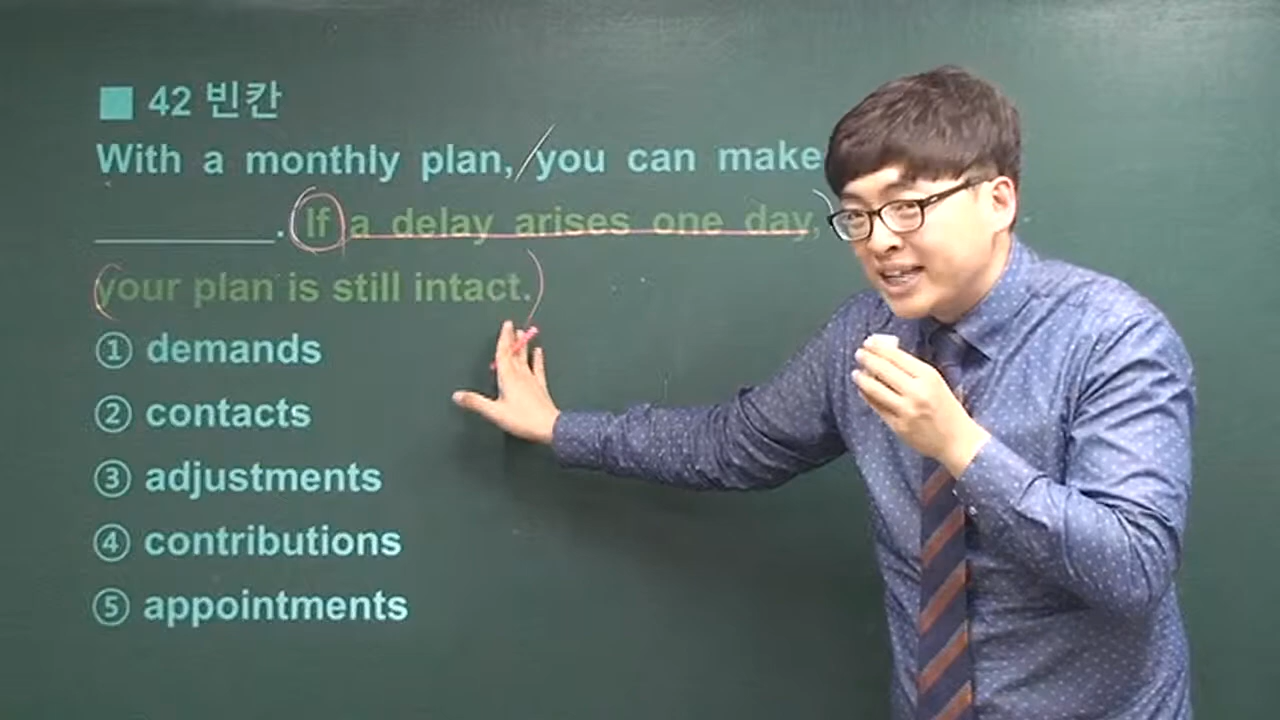 ■ 42 빈칸
With a monthly plan, you can make
__________. If a delay arises one day,
your plan is still intact.
① demands
② contacts
③ adjustments
④ contributions
⑤ appointments